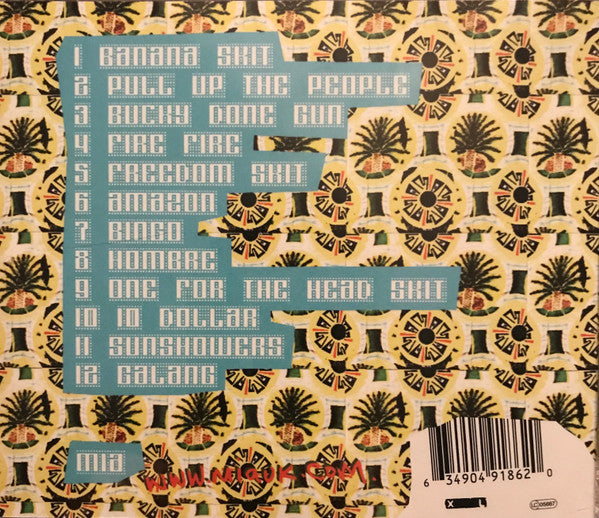 1 BANANA SKIT
2 PULL UP THE PEOPLE
3 BUCKY DONE GUN
4 FIRE FIRE
5 FREEDOM SKIT
6 AMAZON
7 BINGO
8 HOMBRE
9 ONE FOR THE HEAD SKIT
10 10 DOLLAR
11 SUNSHOWERS
12 GALANG
mia
WWW.MIAUK.COM
6 34904 91862 0
X L
LC 05667